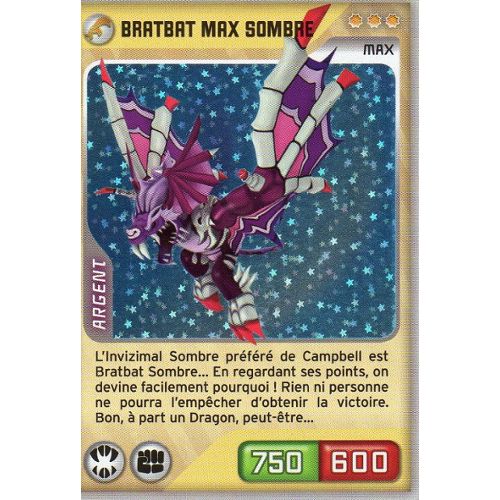 BRATBAT MAX SOMBRE
MAX
ARGENT
L'Invizimal Sombre préféré de Campbell est
Bratbat Sombre... En regardant ses points, on
devine facilement pourquoi ! Rien ni personne
ne pourra l'empêcher d'obtenir la victoire.
Bon, à part un Dragon, peut-être...
750
600